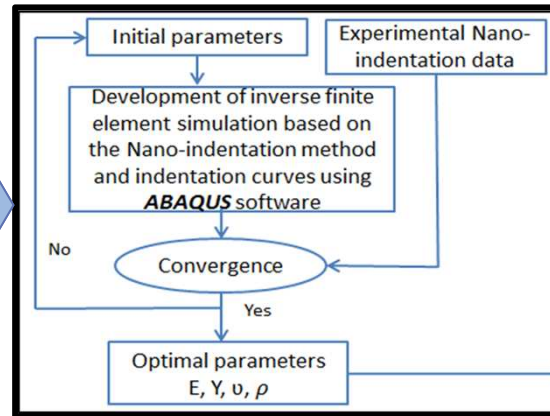 Initial parameters
Experimental Nano-
indentation data
Development of inverse finite
element simulation based on
the Nano-indentation method
and indentation curves using
ABAQUS software
No
Convergence
Yes
Optimal parameters
E, Y, υ, ρ